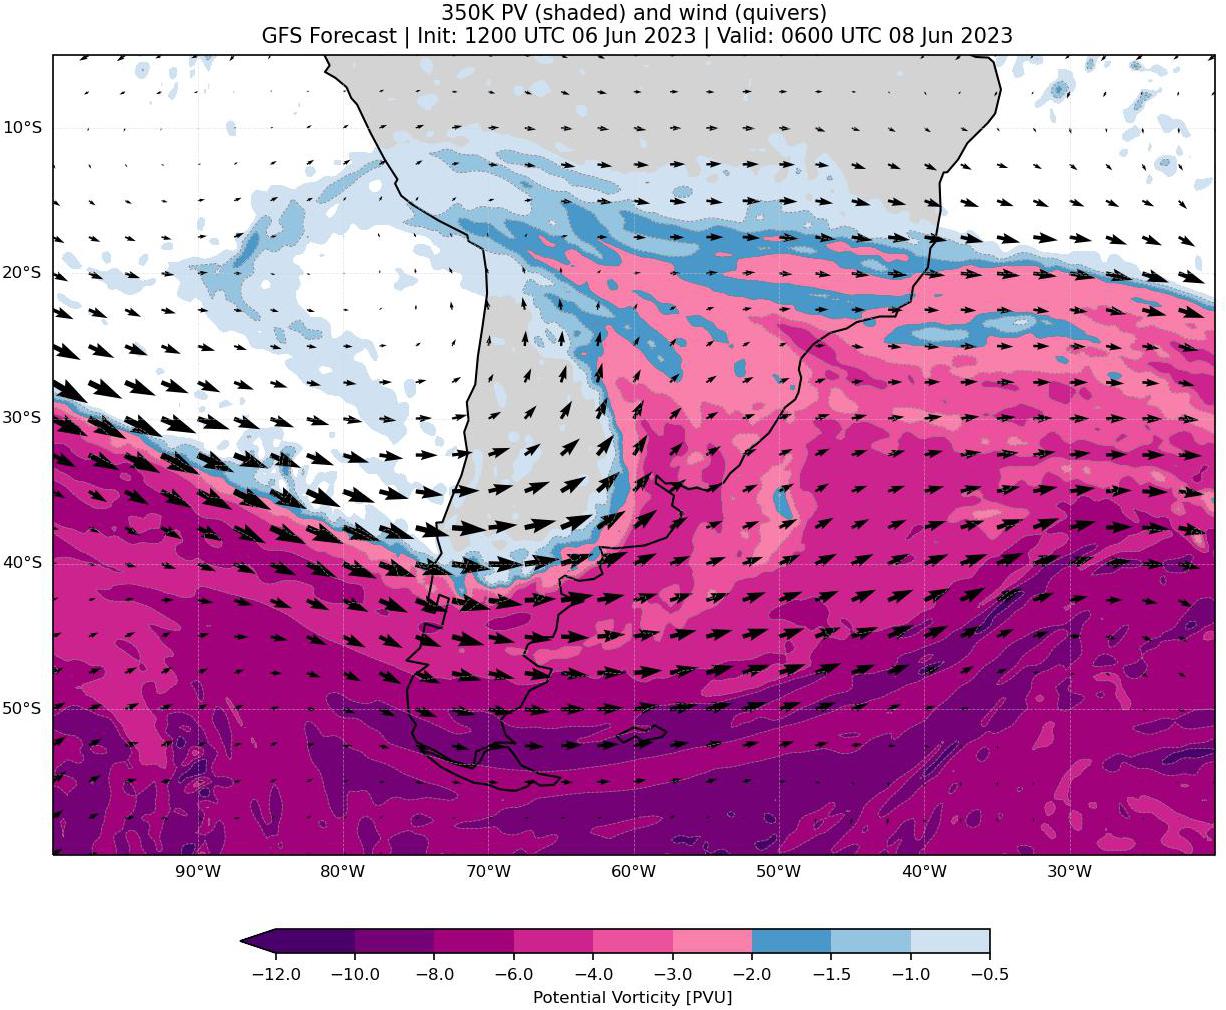 350K PV (shaded) and wind (quivers)
GFS Forecast | Init: 1200 UTC 06 Jun 2023 | Valid: 0600 UTC 08 Jun 2023
10°S
20°S
30°S
40°S
50°S
90°W 80°W 70°W 60°W 50°W 40°W 30°W
−12.0 −10.0 −8.0 −6.0 −4.0 −3.0 −2.0 −1.5 −1.0 −0.5
Potential Vorticity [PVU]